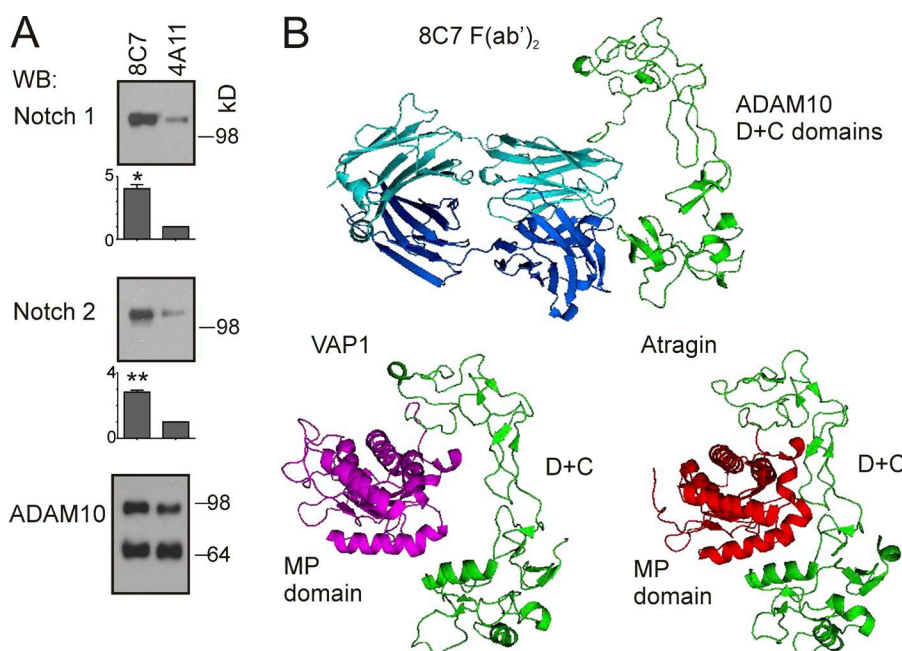 A
8C7
4A11
WB:
kD
Notch 1
–98
5
*
0
Notch 2
–98
4
**
0
ADAM10
–98
–64
B
8C7 F(ab’)₂
ADAM10
D+C domains
VAP1
D+C
MP
domain
Atragin
D+C
MP
domain